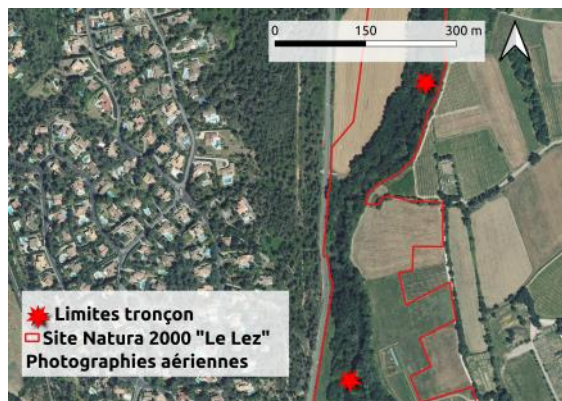 0 150 300 m
Limites tronçon
Site Natura 2000 "Le Lez"
Photographies aériennes